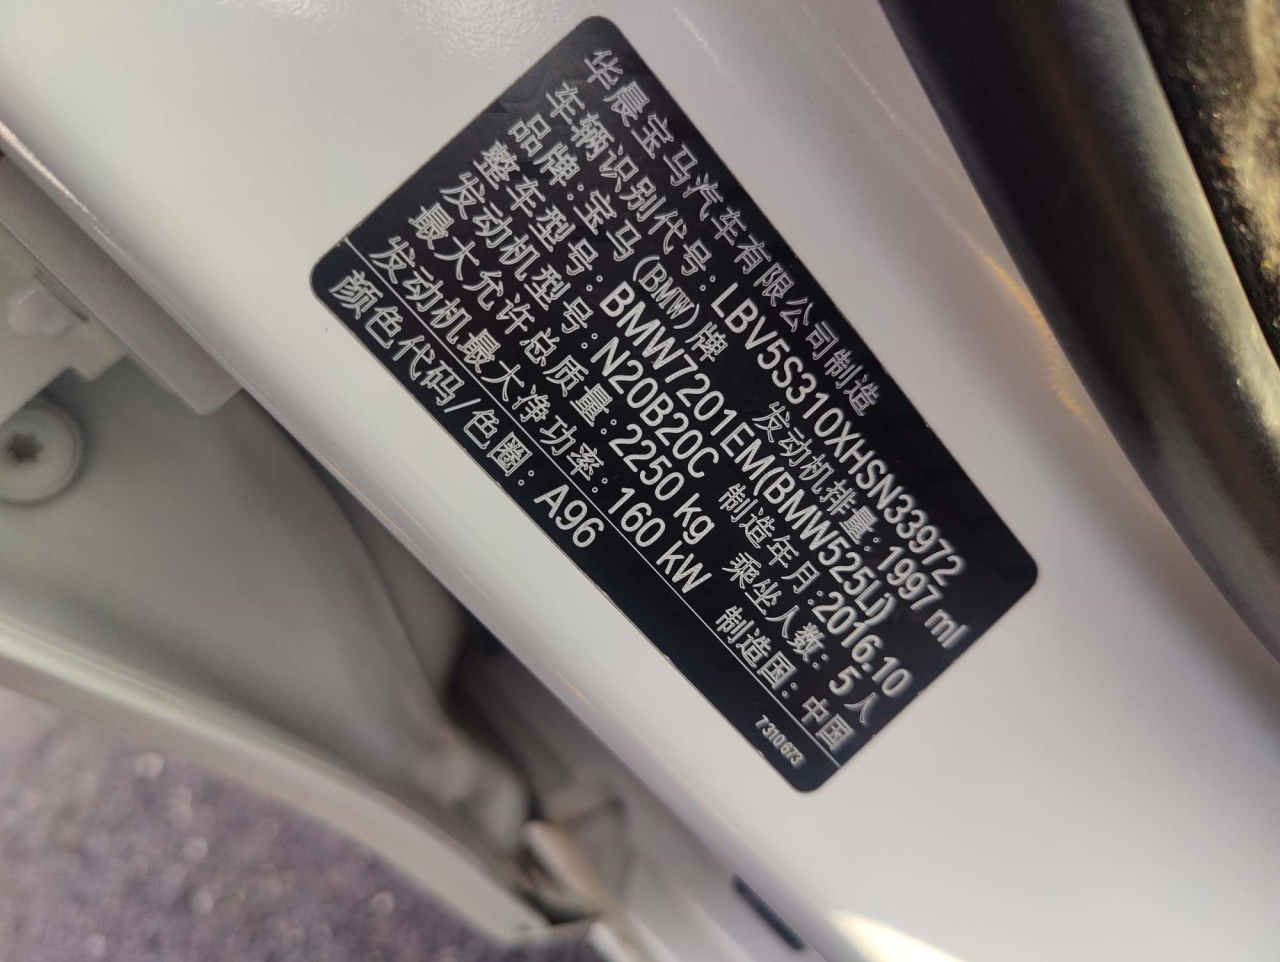 华晨宝马汽车有限公司制造
车辆识别代号:LBV5S310XHSN33972
品牌:宝马(BMW)牌 发动机排量:1997 ml
整车型号:BMW7201EM(BMW525Li)
发动机型号:N20B20C 制造年月:2016.10
最大允许总质量:2250 kg 乘坐人数:5人
发动机最大净功率:160 kW 制造国:中国
颜色代码/色圈:A96
7310673